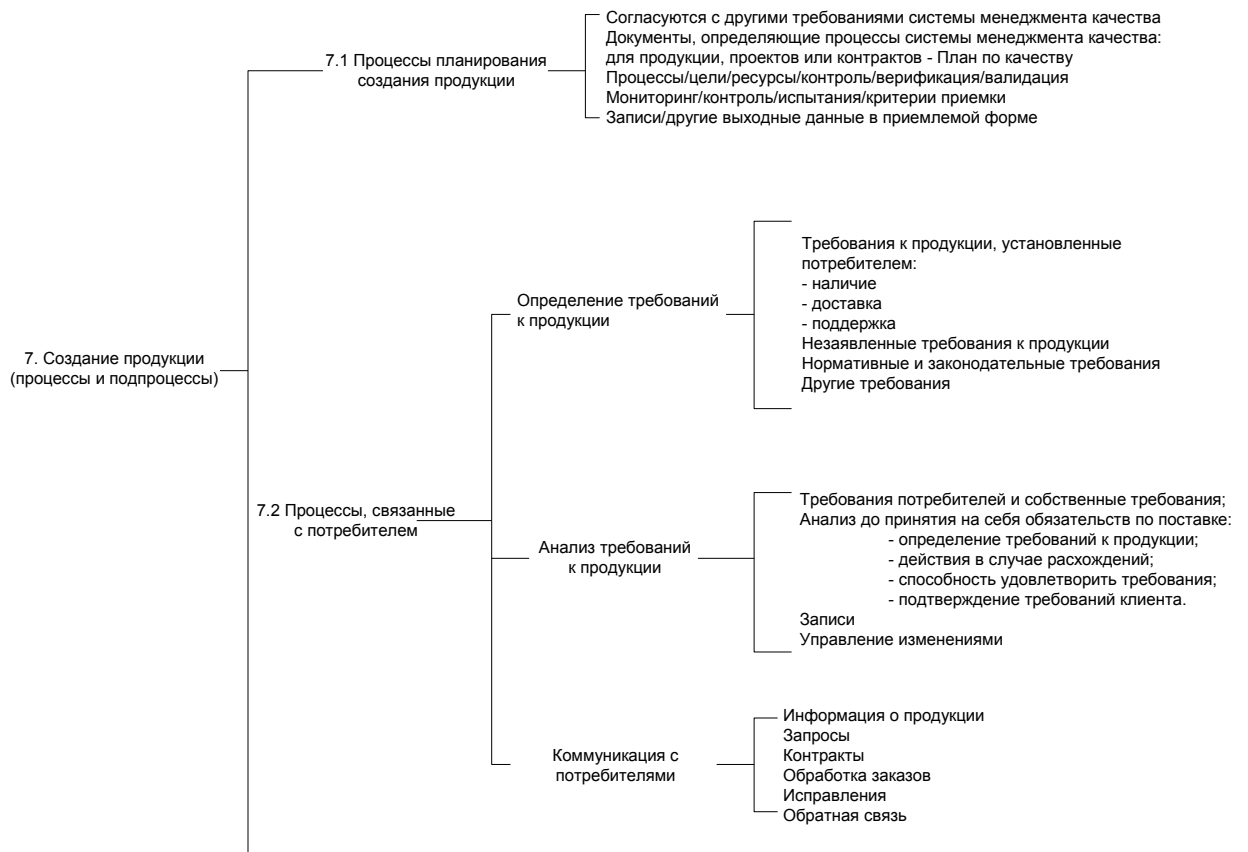 7. Создание продукции
(процессы и подпроцессы)
7.1 Процессы планирования
создания продукции
Согласуются с другими требованиями системы менеджмента качества
Документы, определяющие процессы системы менеджмента качества:
для продукции, проектов или контрактов - План по качеству
Процессы/цели/ресурсы/контроль/верификация/валидация
Мониторинг/контроль/испытания/критерии приемки
Записи/другие выходные данные в приемлемой форме
7.2 Процессы, связанные
с потребителем
Определение требований
к продукции
Требования к продукции, установленные
потребителем:
- наличие
- доставка
- поддержка
Незаявленные требования к продукции
Нормативные и законодательные требования
Другие требования
Анализ требований
к продукции
Требования потребителей и собственные требования;
Анализ до принятия на себя обязательств по поставке:
- определение требований к продукции;
- действия в случае расхождений;
- способность удовлетворить требования;
- подтверждение требований клиента.
Записи
Управление изменениями
Коммуникация с
потребителями
Информация о продукции
Запросы
Контракты
Обработка заказов
Исправления
Обратная связь